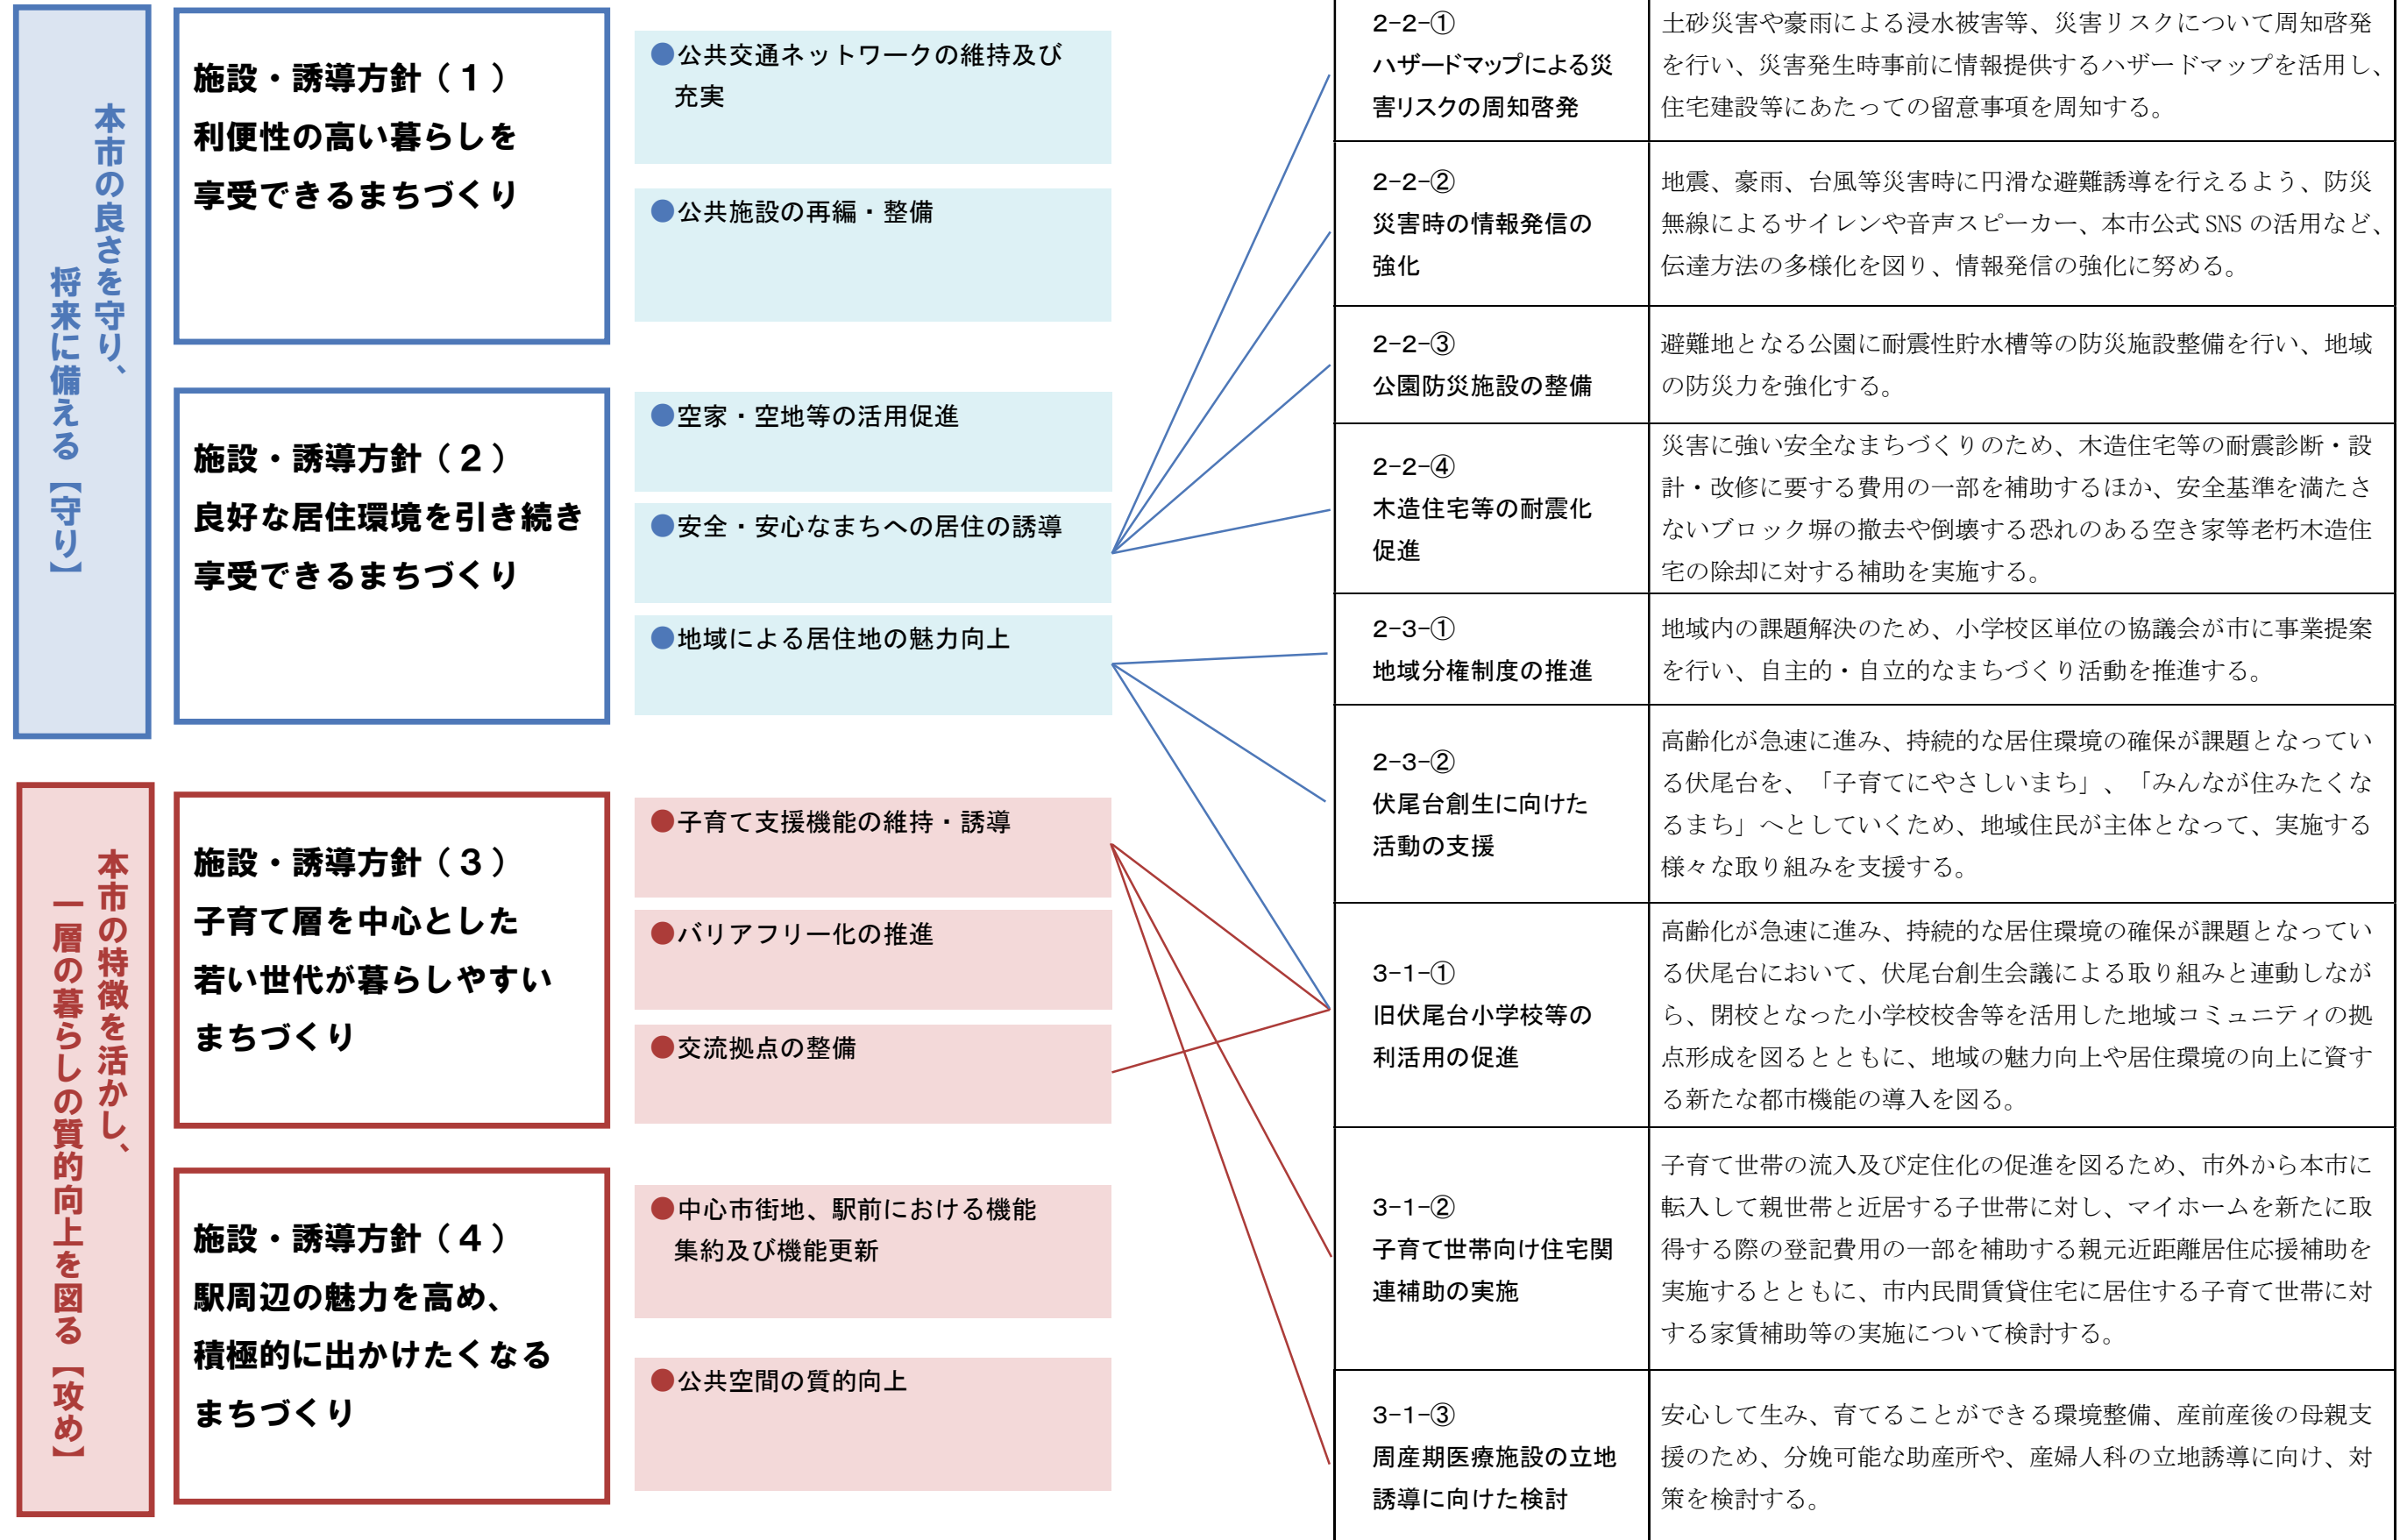 本市の良さを守り、
将来に備える【守り】
施設・誘導方針(1)
利便性の高い暮らしを
享受できるまちづくり
●公共交通ネットワークの維持及び
充実
●公共施設の再編・整備
施設・誘導方針(2)
良好な居住環境を引き続き
享受できるまちづくり
●空家・空地等の活用促進
●安全・安心なまちへの居住の誘導
●地域による居住地の魅力向上
本市の特徴を活かし、
一層の暮らしの質的向上を図る【攻め】
施設・誘導方針(3)
子育て層を中心とした
若い世代が暮らしやすい
まちづくり
●子育て支援機能の維持・誘導
●バリアフリー化の推進
●交流拠点の整備
施設・誘導方針(4)
駅周辺の魅力を高め、
積極的に出かけたくなる
まちづくり
●中心市街地、駅前における機能
集約及び機能更新
●公共空間の質的向上
2-2-①
ハザードマップによる災
害リスクの周知啓発
土砂災害や豪雨による浸水被害等、災害リスクについて周知啓発
を行い、災害発生時事前に情報提供するハザードマップを活用し、
住宅建設等にあたっての留意事項を周知する。
2-2-②
災害時の情報発信の
強化
地震、豪雨、台風等災害時に円滑な避難誘導を行えるよう、防災
無線によるサイレンや音声スピーカー、本市公式 SNS の活用など、
伝達方法の多様化を図り、情報発信の強化に努める。
2-2-③
公園防災施設の整備
避難地となる公園に耐震性貯水槽等の防災施設整備を行い、地域
の防災力を強化する。
2-2-④
木造住宅等の耐震化
促進
災害に強い安全なまちづくりのため、木造住宅等の耐震診断・設
計・改修に要する費用の一部を補助するほか、安全基準を満たさ
ないブロック塀の撤去や倒壊する恐れのある空き家等老朽木造住
宅の除却に対する補助を実施する。
2-3-①
地域分権制度の推進
地域内の課題解決のため、小学校区単位の協議会が市に事業提案
を行い、自主的・自立的なまちづくり活動を推進する。
2-3-②
伏尾台創生に向けた
活動の支援
高齢化が急速に進み、持続的な居住環境の確保が課題となってい
る伏尾台を、「子育てにやさしいまち」、「みんなが住みたくな
るまち」へとしていくため、地域住民が主体となって、実施する
様々な取り組みを支援する。
3-1-①
旧伏尾台小学校等の
利活用の促進
高齢化が急速に進み、持続的な居住環境の確保が課題となってい
る伏尾台において、伏尾台創生会議による取り組みと連動しなが
ら、閉校となった小学校校舎等を活用した地域コミュニティの拠
点形成を図るとともに、地域の魅力向上や居住環境の向上に資す
る新たな都市機能の導入を図る。
3-1-②
子育て世帯向け住宅関
連補助の実施
子育て世帯の流入及び定住化の促進を図るため、市外から本市に
転入して親世帯と近居する子世帯に対し、マイホームを新たに取
得する際の登記費用の一部を補助する親元近距離居住応援補助を
実施するとともに、市内民間賃貸住宅に居住する子育て世帯に対
する家賃補助等の実施について検討する。
3-1-③
周産期医療施設の立地
誘導に向けた検討
安心して生み、育てることができる環境整備、産前産後の母親支
援のため、分娩可能な助産所や、産婦人科の立地誘導に向け、対
策を検討する。